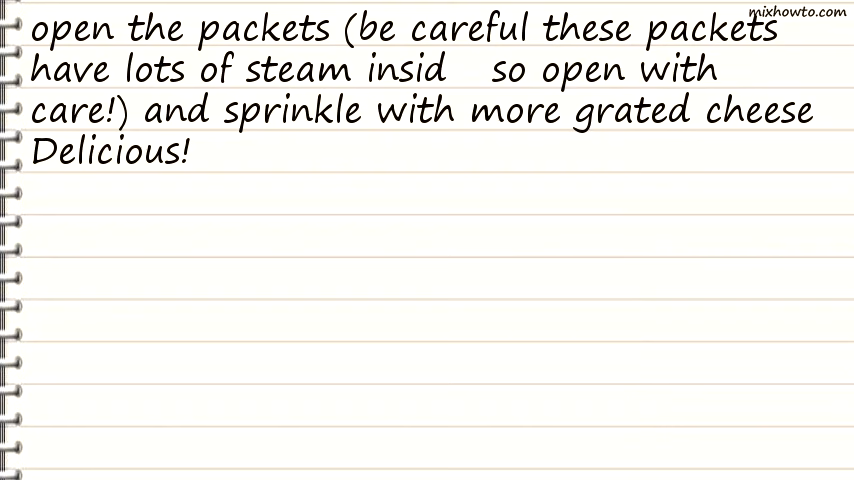 mixhowto.com
open the packets (be careful these packets
have lots of steam insid so open with
care!) and sprinkle with more grated cheese
Delicious!